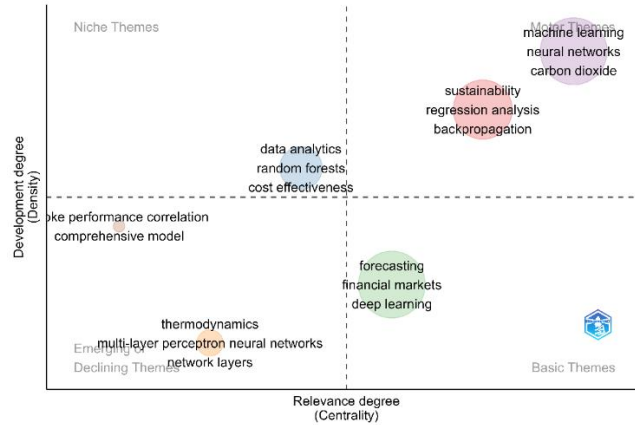 Niche Themes
Motor Themes
machine learning
neural networks
carbon dioxide
sustainability
regression analysis
backpropagation
data analytics
random forests
cost effectiveness
performance correlation
comprehensive model
forecasting
financial markets
deep learning
thermodynamics
multi-layer perceptron neural networks
network layers
Emerging or
Declining Themes
Basic Themes
Development degree
(Density)
Relevance degree
(Centrality)